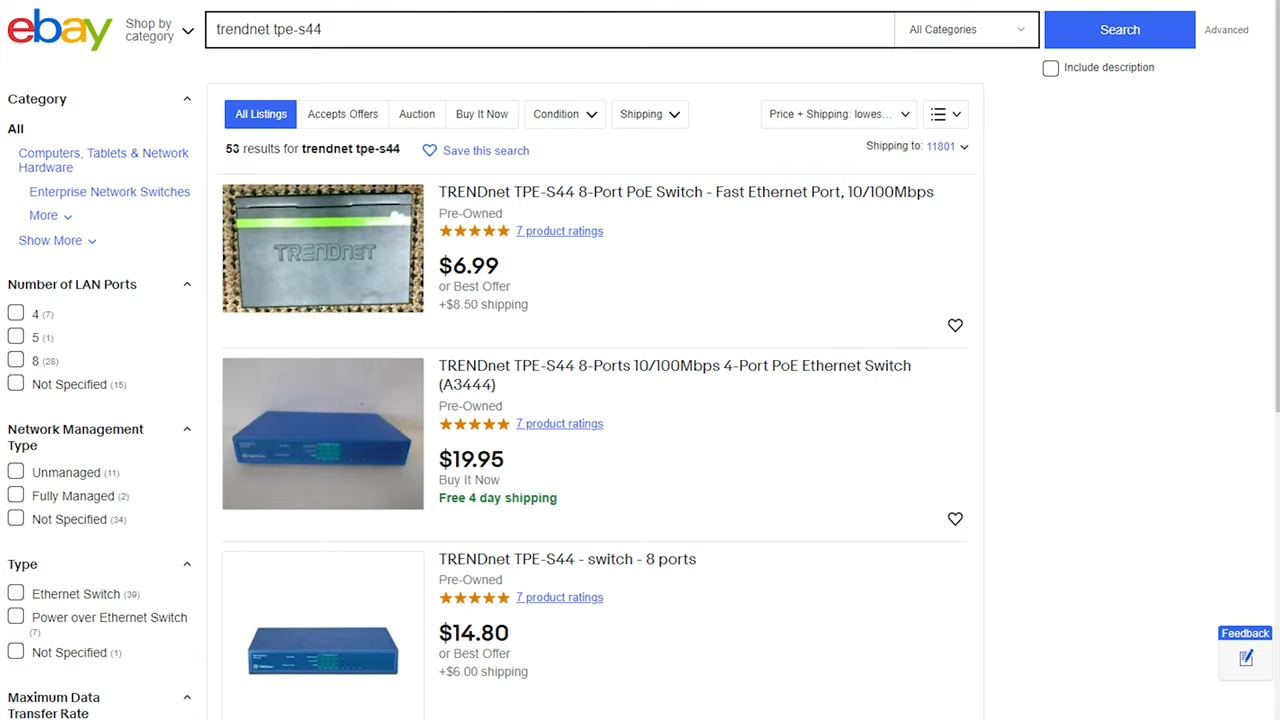 ebay
Shop by
category
trendnet tpe-s44
All Categories
Search
Advanced
Include description
Category
All
Computers, Tablets & Network
Hardware
Enterprise Network Switches
More
Show More
Number of LAN Ports
4 (7)
5 (1)
8 (28)
Not Specified (15)
Network Management
Type
Unmanaged (11)
Fully Managed (2)
Not Specified (34)
Type
Ethernet Switch (39)
Power over Ethernet Switch
(7)
Not Specified (1)
Maximum Data
Transfer Rate
All Listings
Accepts Offers
Auction
Buy It Now
Condition
Shipping
Price + Shipping: lowes...
53 results for trendnet tpe-s44
Save this search
Shipping to: 11801
TRENDnet
TRENDnet TPE-S44 8-Port PoE Switch - Fast Ethernet Port, 10/100Mbps
Pre-Owned
7 product ratings
$6.99
or Best Offer
+$8.50 shipping
TRENDnet TPE-S44 8-Ports 10/100Mbps 4-Port PoE Ethernet Switch
(A3444)
Pre-Owned
7 product ratings
$19.95
Buy It Now
Free 4 day shipping
TRENDnet TPE-S44 - switch - 8 ports
Pre-Owned
7 product ratings
$14.80
or Best Offer
+$6.00 shipping
Feedback